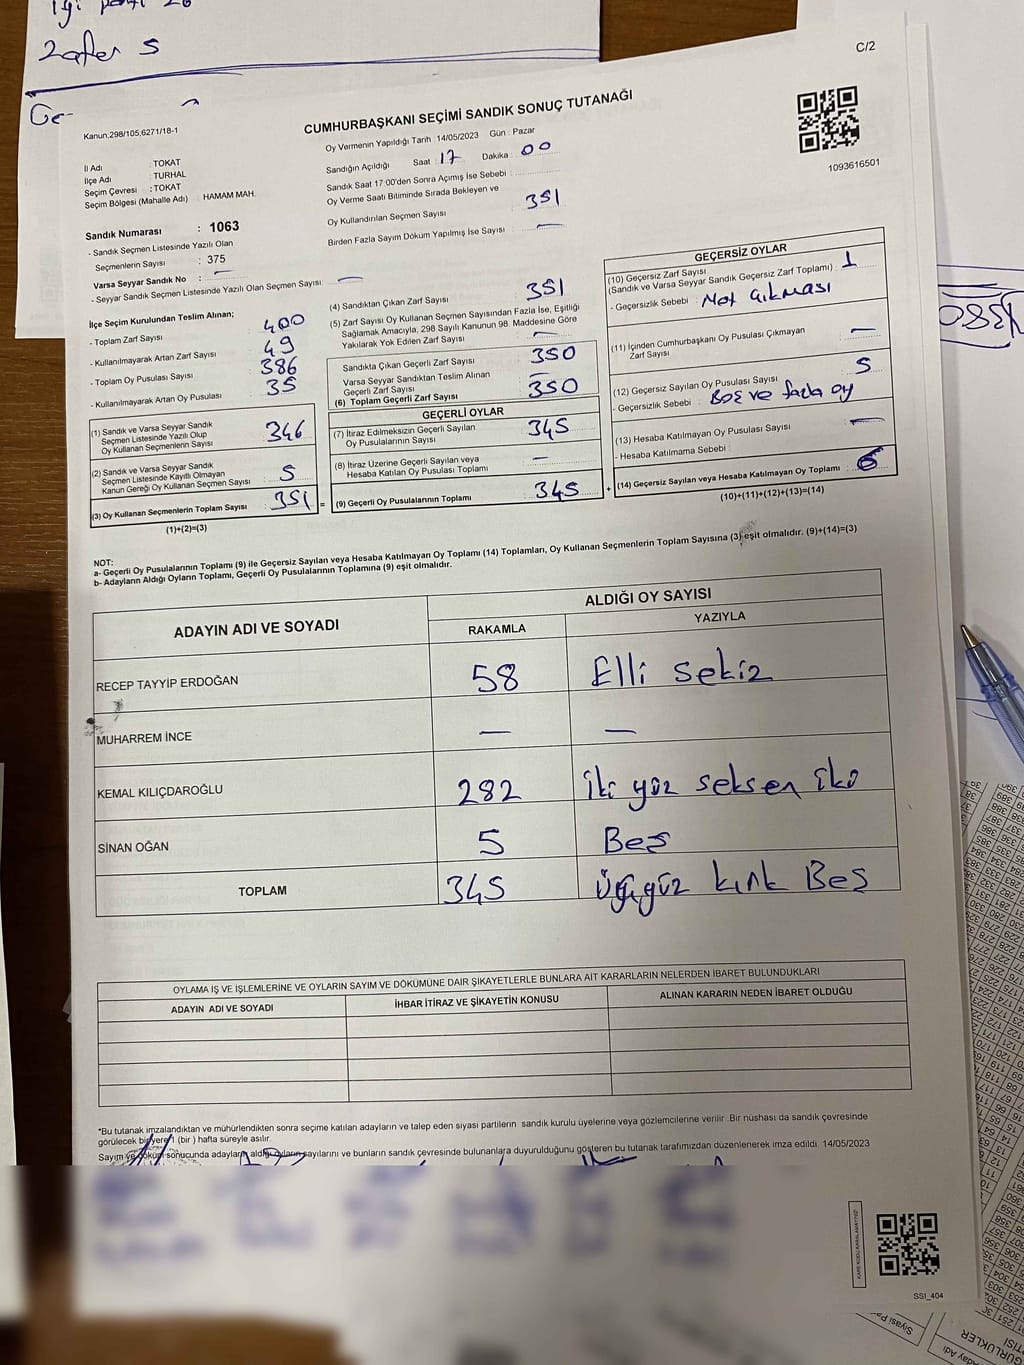 iyi parti 20
Zafer 5
Ge-
C/2
Kanun.298/105,6271/18-1
CUMHURBAŞKANI SEÇİMİ SANDIK SONUÇ TUTANAĞI
1093616501
İl Adı : TOKAT
İlçe Adı : TURHAL
Seçim Çevresi : TOKAT
Seçim Bölgesi (Mahalle Adı) : HAMAM MAH.
Oy Vermenin Yapıldığı Tarih : 14/05/2023 Gün : Pazar
Sandığın Açıldığı Saat 17 Dakika : 00
Sandık Saat 17:00'den Sonra Açımış İse Sebebi :
Oy Verme Saati Bitiminde Sırada Bekleyen ve
Oy Kullandırılan Seçmen Sayısı 351
Birden Fazla Sayım Döküm Yapılmış İse Sayısı : —
Sandık Numarası : 1063
- Sandık Seçmen Listesinde Yazılı Olan
Seçmenlerin Sayısı : 375
Varsa Seyyar Sandık No : —
- Seyyar Sandık Seçmen Listesinde Yazılı Olan Seçmen Sayısı: —
İlçe Seçim Kurulundan Teslim Alınan;
- Toplam Zarf Sayısı 400
- Kullanılmayarak Artan Zarf Sayısı 49
- Toplam Oy Pusulası Sayısı 386
- Kullanılmayarak Artan Oy Pusulası 35
(1) Sandık ve Varsa Seyyar Sandık
Seçmen Listesinde Yazılı Olup
Oy Kullanan Seçmenlerin Sayısı 346
(2) Sandık ve Varsa Seyyar Sandık
Seçmen Listesinde Kayıtlı Olmayan
Kanun Gereği Oy Kullanan Seçmen Sayısı 5
(3) Oy Kullanan Seçmenlerin Toplam Sayısı 351 =
(1)+(2)=(3)
(4) Sandıktan Çıkan Zarf Sayısı 351
(5) Zarf Sayısı Oy Kullanan Seçmen Sayısından Fazla İse, Eşitliği
Sağlamak Amacıyla, 298 Sayılı Kanunun 98. Maddesine Göre
Yakılarak Yok Edilen Zarf Sayısı —
Sandıkta Çıkan Geçerli Zarf Sayısı 350
Varsa Seyyar Sandıktan Teslim Alınan
Geçerli Zarf Sayısı —
(6) Toplam Geçerli Zarf Sayısı 350
GEÇERLİ OYLAR
(7) İtiraz Edilmeksizin Geçerli Sayılan
Oy Pusulalarının Sayısı 345
(8) İtiraz Üzerine Geçerli Sayılan veya
Hesaba Katılan Oy Pusulası Toplamı —
(9) Geçerli Oy Pusulalarının Toplamı 345 +
GEÇERSİZ OYLAR
(10) Geçersiz Zarf Sayısı
(Sandık ve Varsa Seyyar Sandık Geçersiz Zarf Toplamı) : 1
- Geçersizlik Sebebi : Not çıkması
(11) İçinden Cumhurbaşkanı Oy Pusulası Çıkmayan
Zarf Sayısı —
(12) Geçersiz Sayılan Oy Pusulası Sayısı 5
- Geçersizlik Sebebi : Boş ve fazla oy
(13) Hesaba Katılmayan Oy Pusulası Sayısı —
- Hesaba Katılmama Sebebi :
(14) Geçersiz Sayılan veya Hesaba Katılmayan Oy Toplamı : 6
(10)+(11)+(12)+(13)=(14)
NOT:
a- Geçerli Oy Pusulalarının Toplamı (9) ile Geçersiz Sayılan veya Hesaba Katılmayan Oy Toplamı (14) Toplamları, Oy Kullanan Seçmenlerin Toplam Sayısına (3) eşit olmalıdır. (9)+(14)=(3)
b- Adayların Aldığı Oyların Toplamı, Geçerli Oy Pusulalarının Toplamına (9) eşit olmalıdır.
ADAYIN ADI VE SOYADI
ALDIĞI OY SAYISI
RAKAMLA YAZIYLA
RECEP TAYYİP ERDOĞAN 58 Elli sekiz
MUHARREM İNCE — —
KEMAL KILIÇDAROĞLU 282 iki yüz seksen iki
SİNAN OĞAN 5 Beş
TOPLAM 345 Üçyüz kırk Beş
OYLAMA İŞ VE İŞLEMLERİNE VE OYLARIN SAYIM VE DÖKÜMÜNE DAİR ŞİKAYETLERLE BUNLARA AİT KARARLARIN NELERDEN İBARET BULUNDUKLARI
ADAYIN ADI VE SOYADI İHBAR İTİRAZ VE ŞİKAYETİN KONUSU ALINAN KARARIN NEDEN İBARET OLDUĞU
*Bu tutanak imzalandıktan ve mühürlendikten sonra seçime katılan adayların ve talep eden siyasi partilerin sandık kurulu üyelerine veya gözlemcilerine verilir. Bir nüshası da sandık çevresinde
görülecek bir yere 1 (bir) hafta süreyle asılır.
Sayım ve döküm sonucunda adayların aldığı oyların sayılarını ve bunların sandık çevresinde bulunanlara duyurulduğunu gösteren bu tutanak tarafımızdan düzenlenerek imza edildi. 14/05/2023
SSI_404